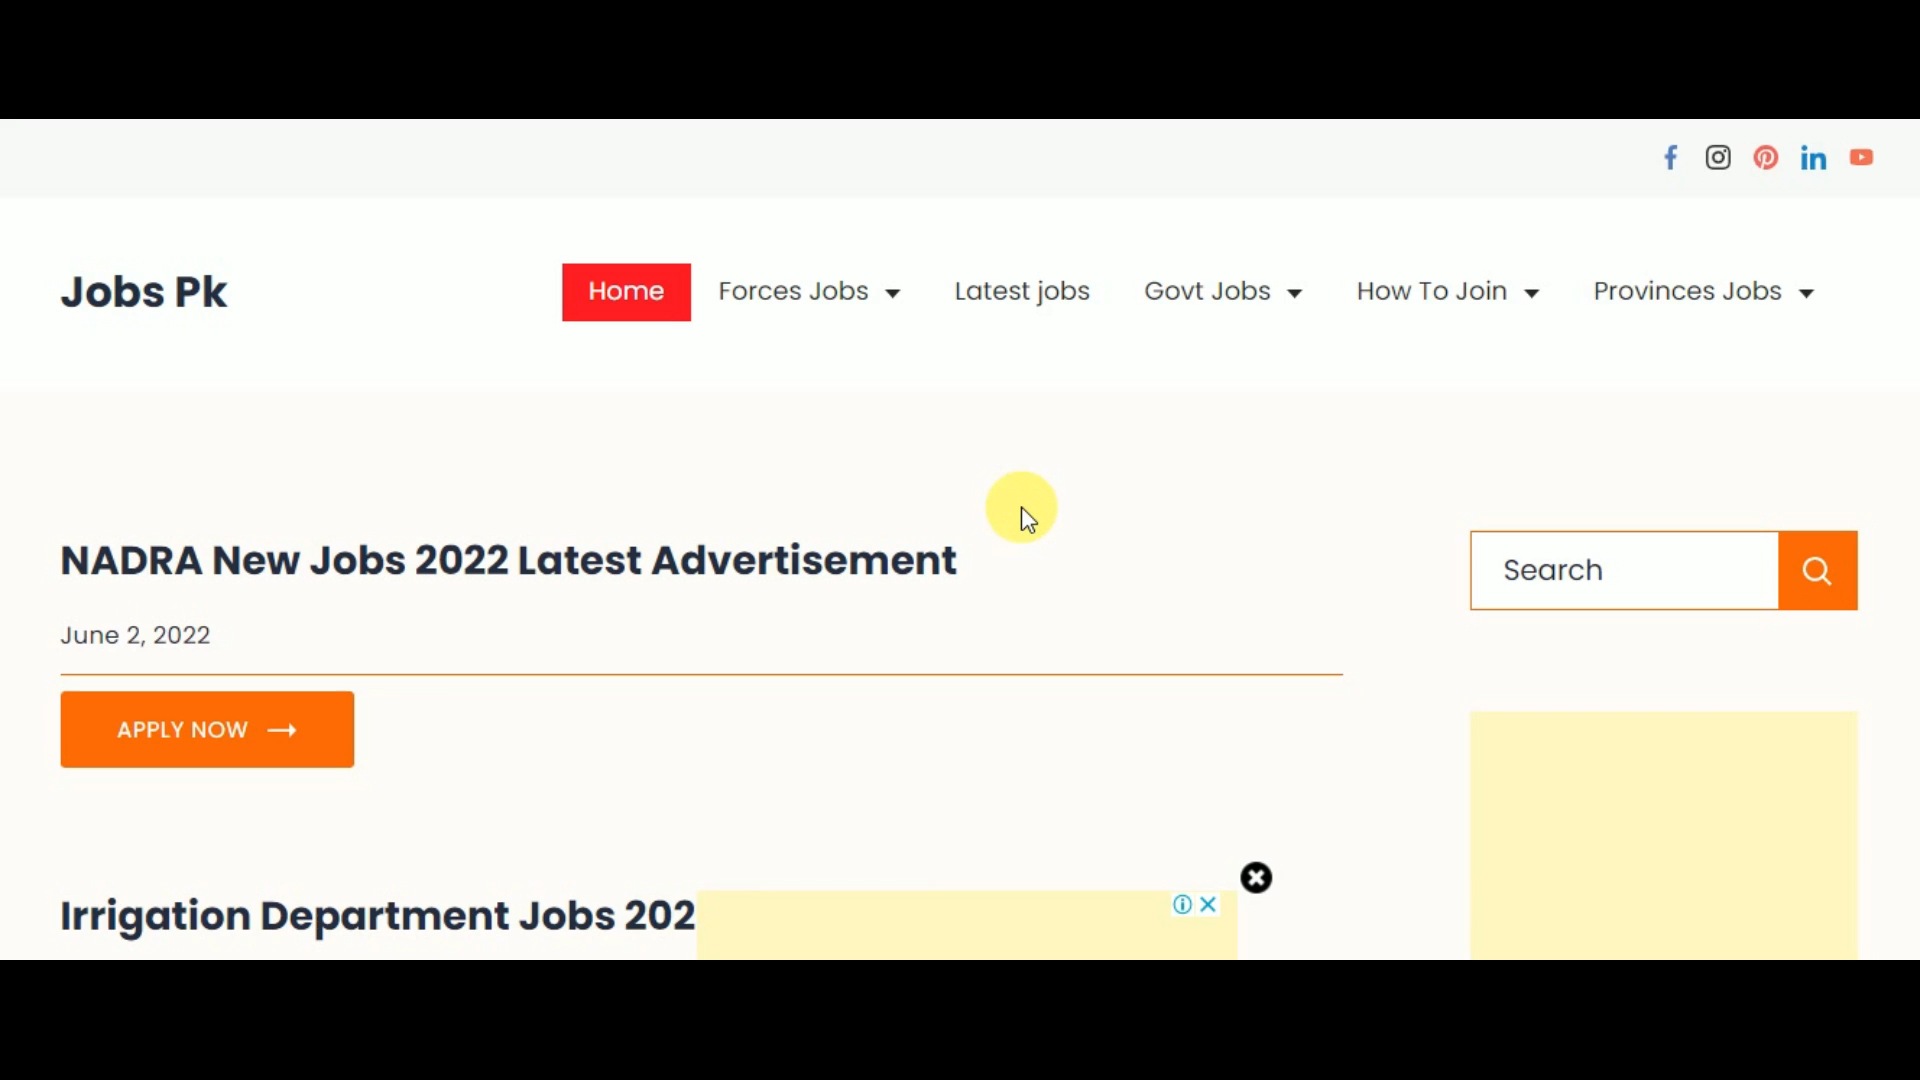 Jobs Pk
Home Forces Jobs Latest jobs Govt Jobs How To Join Provinces Jobs
NADRA New Jobs 2022 Latest Advertisement
Search
June 2, 2022
APPLY NOW →
Irrigation Department Jobs 202